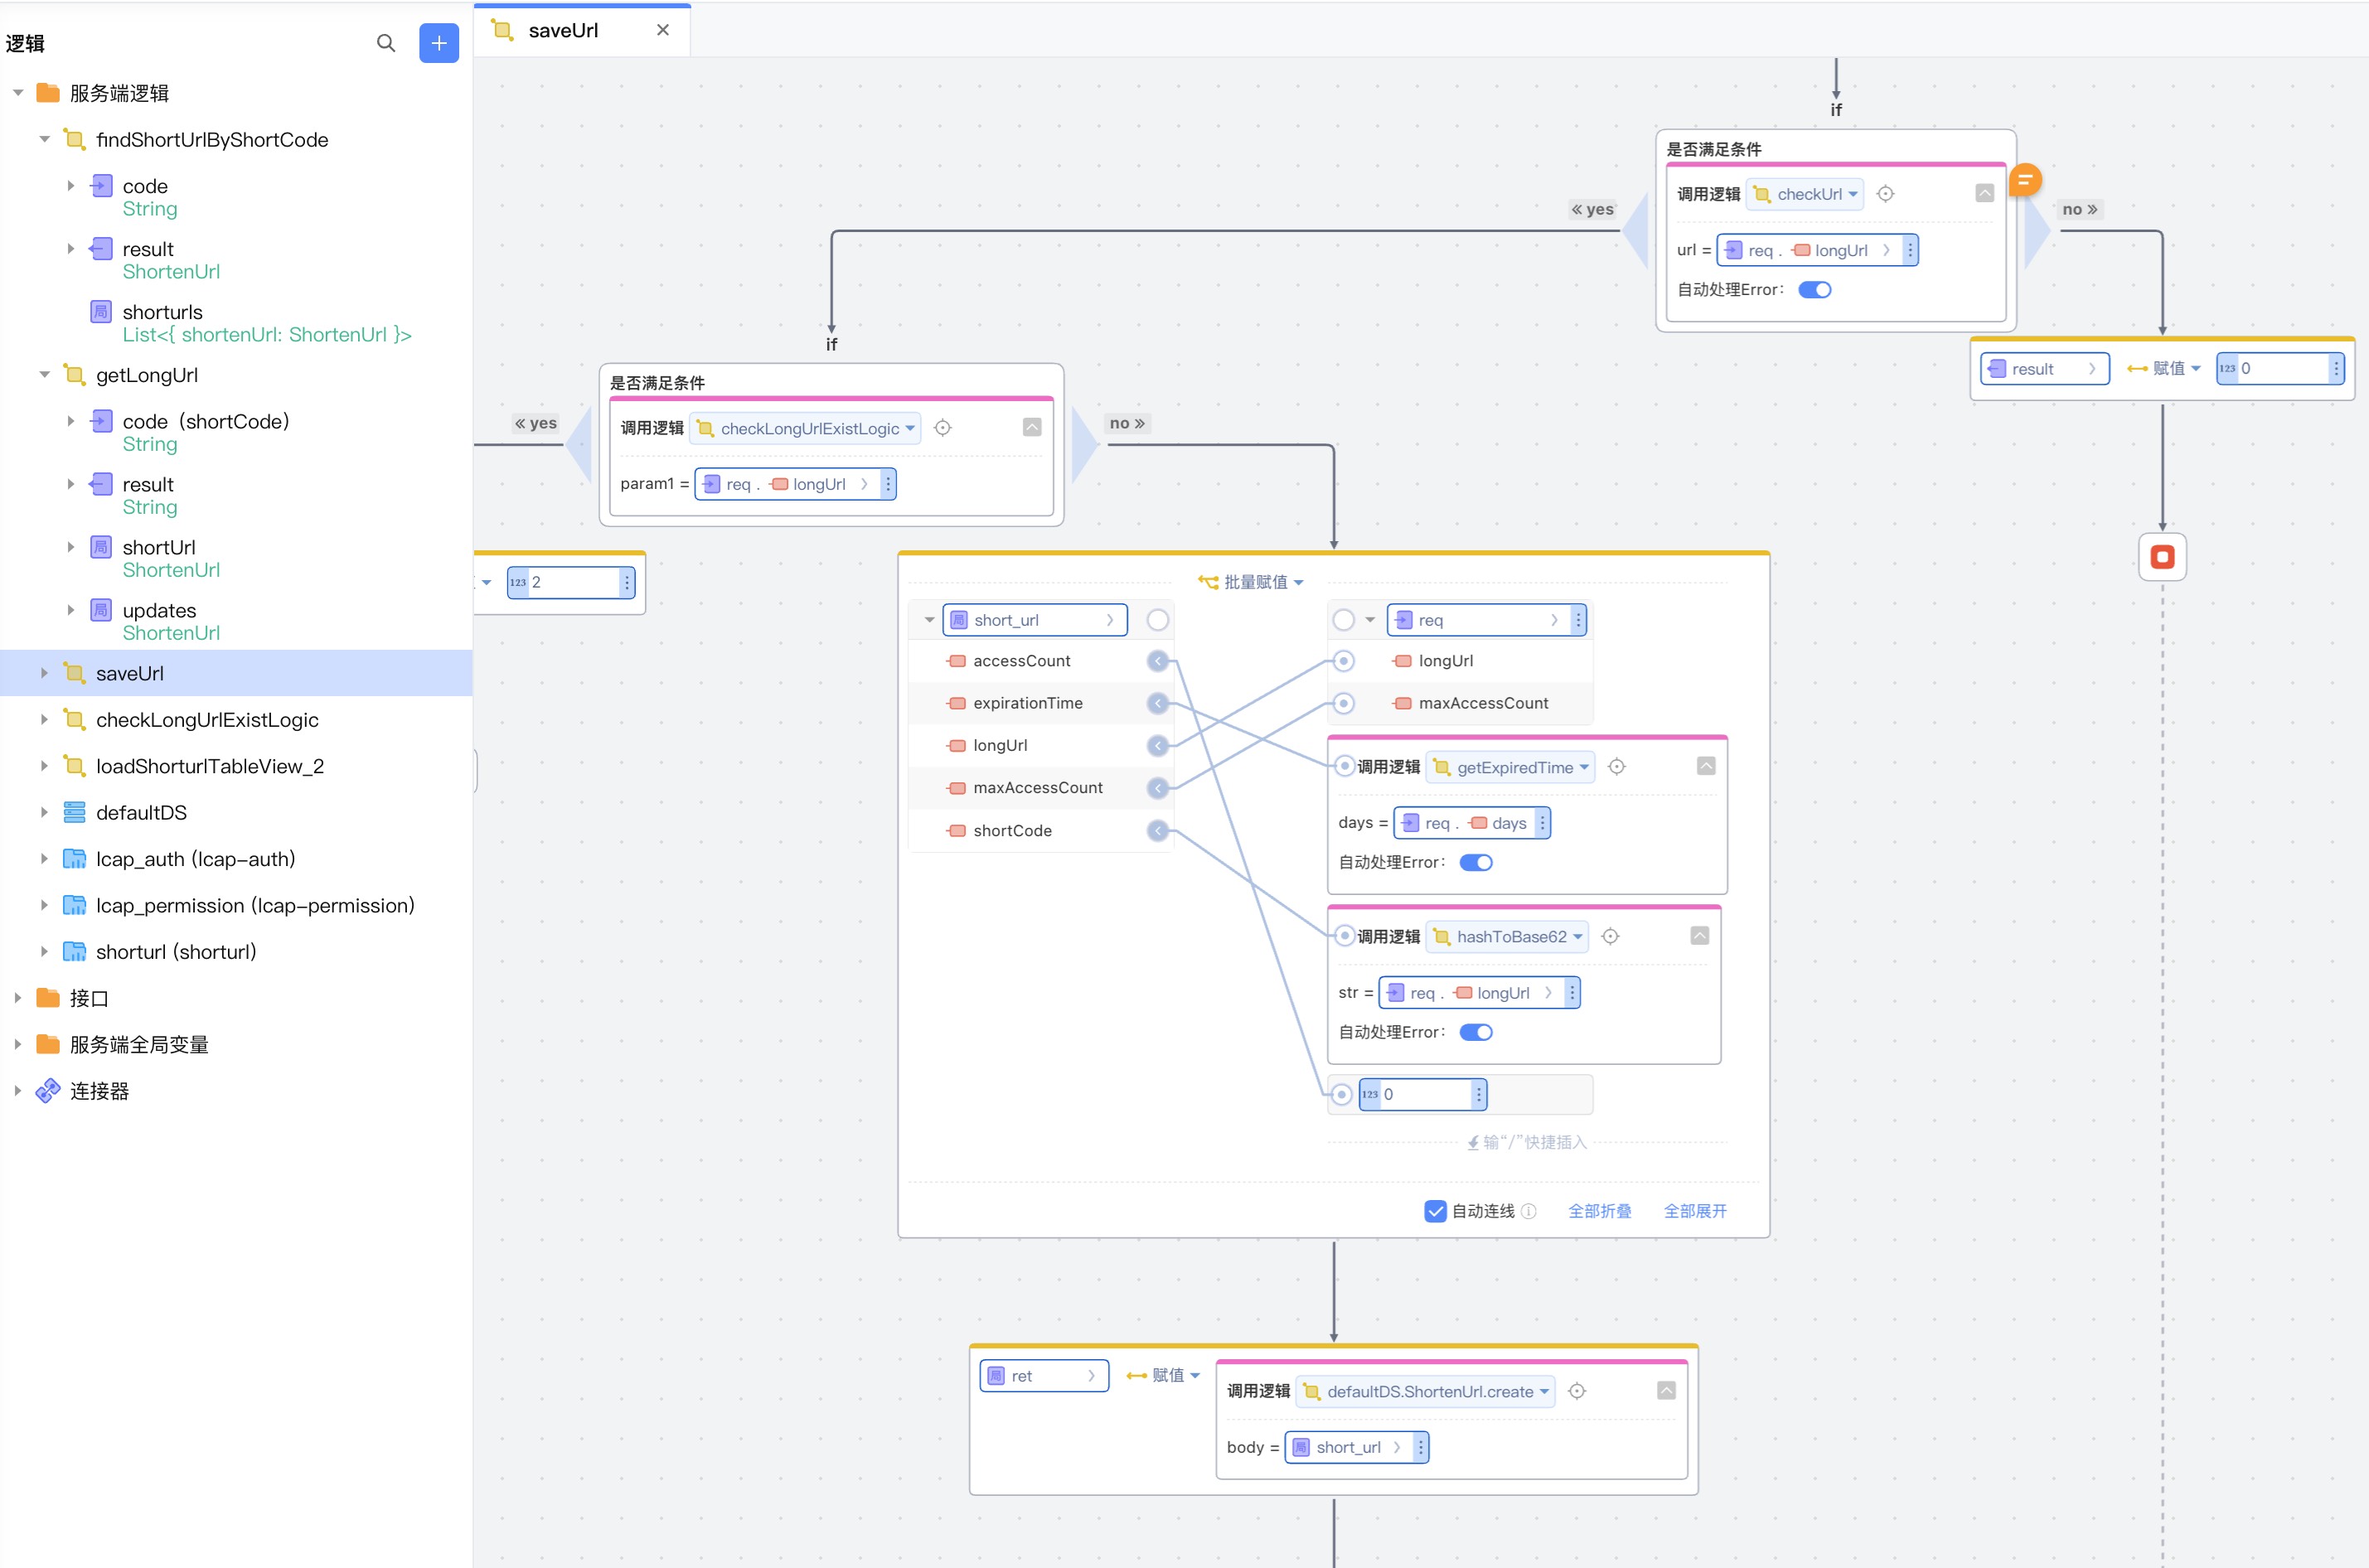 逻辑
服务端逻辑
findShortUrlByShortCode
code
String
result
ShortenUrl
局 shorturls
List<{ shortenUrl: ShortenUrl }>
getLongUrl
code（shortCode）
String
result
String
局 shortUrl
ShortenUrl
局 updates
ShortenUrl
saveUrl
checkLongUrlExistLogic
loadShorturlTableView_2
defaultDS
lcap_auth (lcap-auth)
lcap_permission (lcap-permission)
shorturl (shorturl)
接口
服务端全局变量
连接器
saveUrl
if
是否满足条件
调用逻辑 checkUrl
url = req . longUrl
自动处理Error：
« yes
no »
result 赋值 123 0
if
是否满足条件
调用逻辑 checkLongUrlExistLogic
param1 = req . longUrl
« yes
no »
123 2
批量赋值
局 short_url
accessCount
expirationTime
longUrl
maxAccessCount
shortCode
req
longUrl
maxAccessCount
调用逻辑 getExpiredTime
days = req . days
自动处理Error：
调用逻辑 hashToBase62
str = req . longUrl
自动处理Error：
123 0
输“/”快捷插入
自动连线 全部折叠 全部展开
局 ret 赋值
调用逻辑 defaultDS.ShortenUrl.create
body = 局 short_url